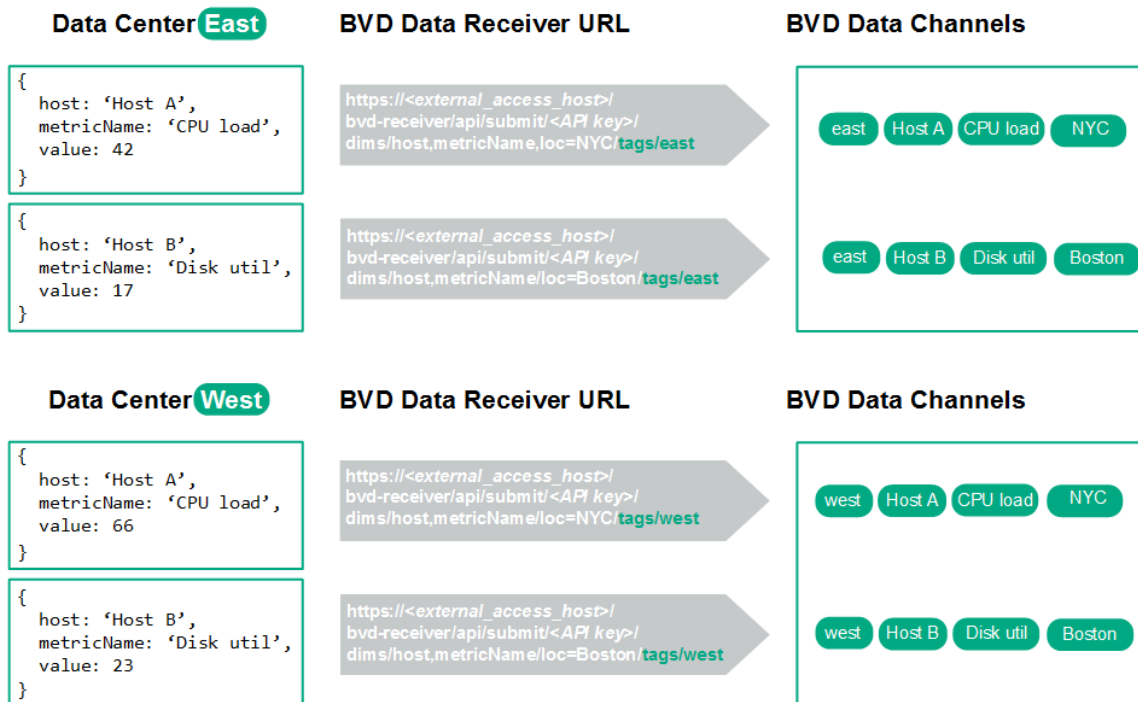 Data Center East
BVD Data Receiver URL
BVD Data Channels
{
host: ‘Host A’,
metricName: ‘CPU load’,
value: 42
}
https://<external_access_host>/
bvd-receiver/api/submit/<API key>/
dims/host,metricName,loc=NYC/tags/east
east Host A CPU load NYC
{
host: ‘Host B’,
metricName: ‘Disk util’,
value: 17
}
https://<external_access_host>/
bvd-receiver/api/submit/<API key>/
dims/host,metricName/loc=Boston/tags/east
east Host B Disk util Boston
Data Center West
BVD Data Receiver URL
BVD Data Channels
{
host: ‘Host A’,
metricName: ‘CPU load’,
value: 66
}
https://<external_access_host>/
bvd-receiver/api/submit/<API key>/
dims/host,metricName/loc=NYC/tags/west
west Host A CPU load NYC
{
host: ‘Host B’,
metricName: ‘Disk util’,
value: 23
}
https://<external_access_host>/
bvd-receiver/api/submit/<API key>/
dims/host,metricName/loc=Boston/tags/west
west Host B Disk util Boston